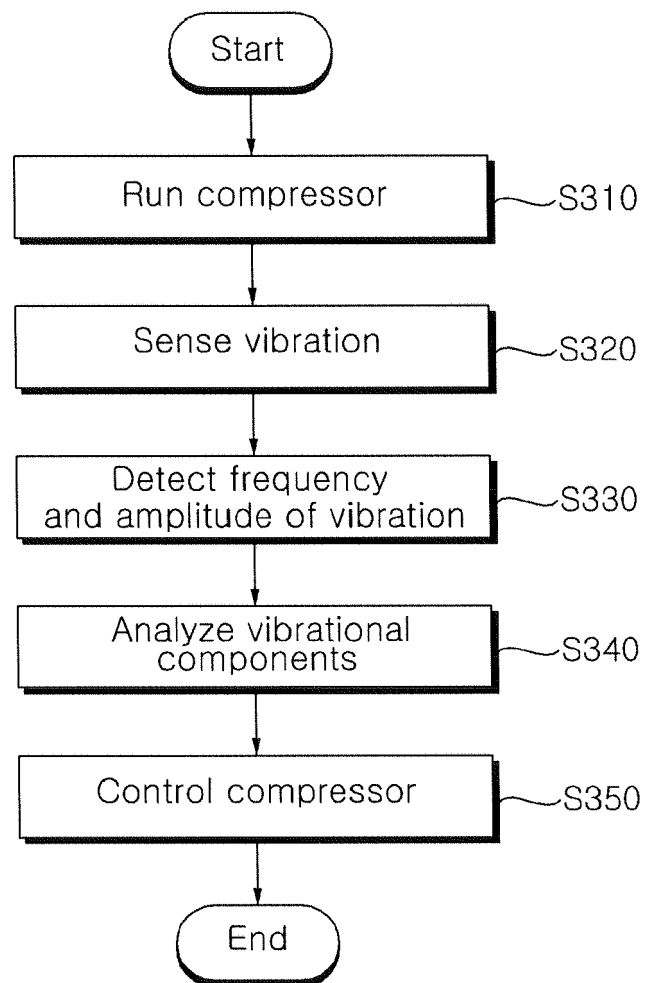 Start
Run compressor
S310
Sense vibration
S320
Detect frequency
and amplitude of vibration
S330
Analyze vibrational
components
S340
Control compressor
S350
End